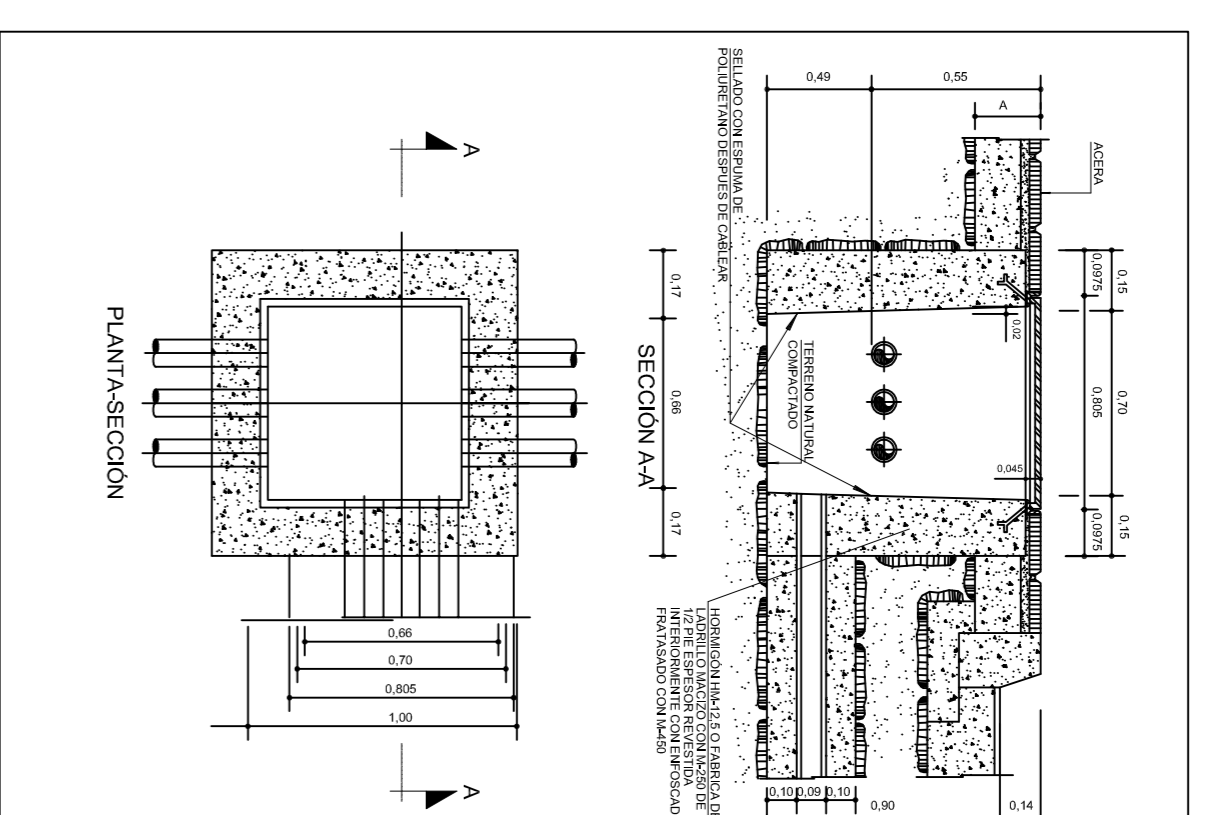 0,49
0,55
A
ACERA
SELLADO CON ESPUMA DE
POLIURETANO DESPUES DE CABLEAR
0,17
0,66
0,17
SECCIÓN A-A
0,0975
0,15
0,70
0,805
0,0975
0,15
0,02
0,045
TERRENO NATURAL
COMPACTADO
HORMIGÓN HM-12,5 O FABRICA DE
LADRILLO MACIZO CON M-250 DE
1/2 PIE ESPESOR REVESTIDA
INTERIORMENTE CON ENFOSCAD
FRATASADO CON M-450
0,10
0,09
0,10
0,90
0,14
A
PLANTA-SECCIÓN
0,66
0,70
0,805
1,00
A